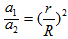 a₁/a₂ = (r/R)²